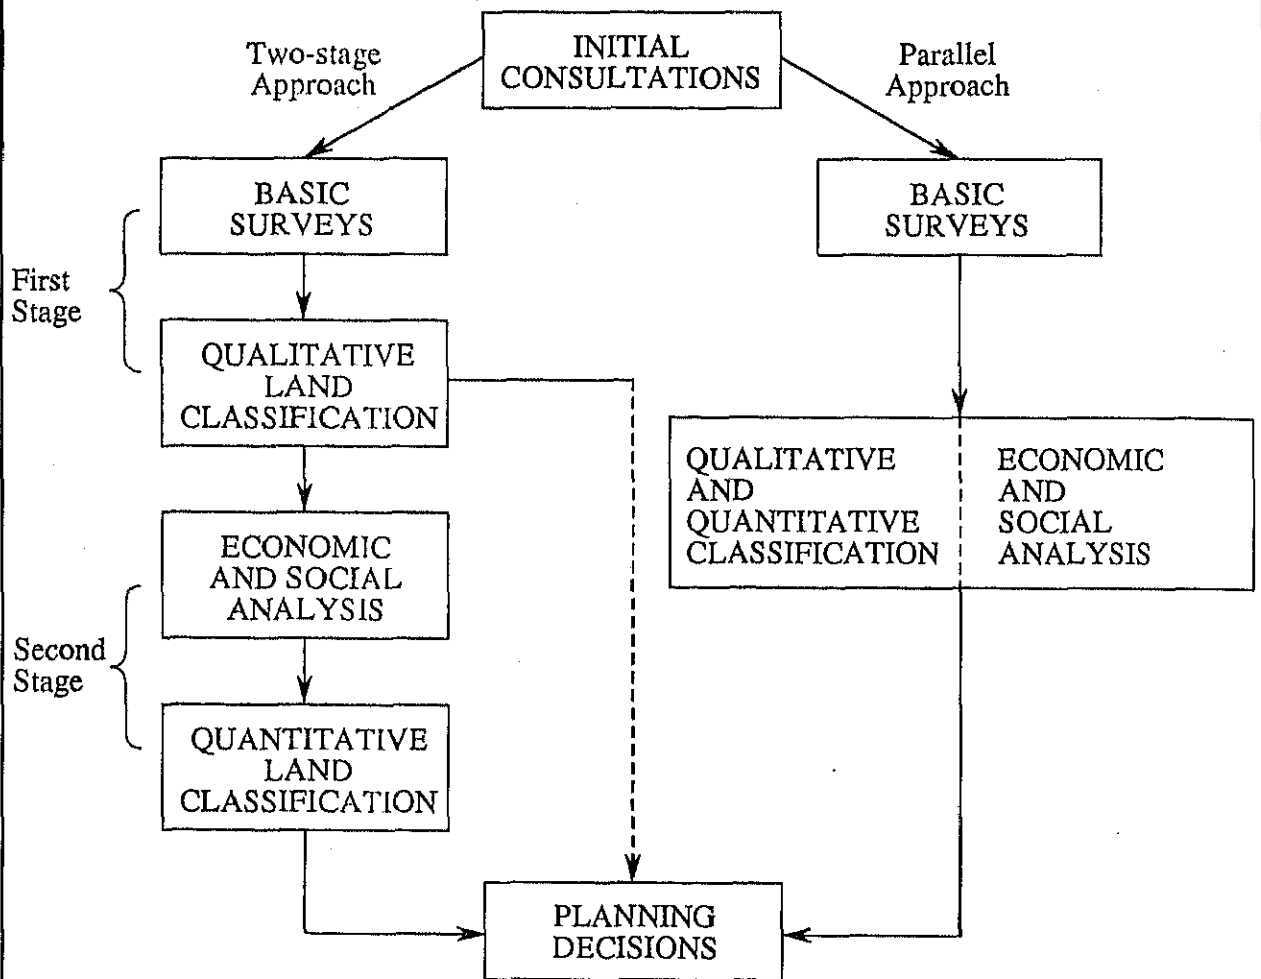 Two-stage
Approach
INITIAL
CONSULTATIONS
Parallel
Approach
BASIC
SURVEYS
BASIC
SURVEYS
First
Stage
QUALITATIVE
LAND
CLASSIFICATION
QUALITATIVE
AND
QUANTITATIVE
CLASSIFICATION
ECONOMIC
AND
SOCIAL
ANALYSIS
ECONOMIC
AND SOCIAL
ANALYSIS
Second
Stage
QUANTITATIVE
LAND
CLASSIFICATION
PLANNING
DECISIONS